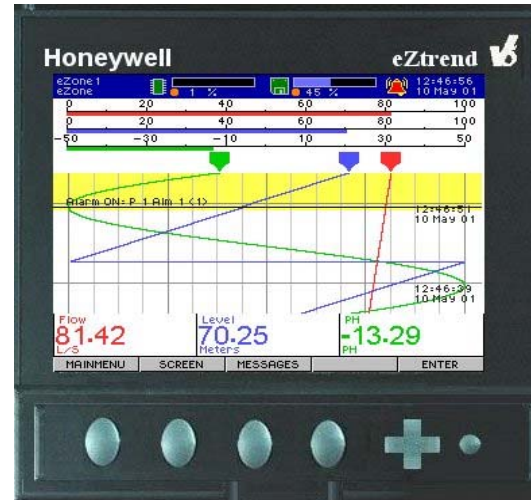 Honeywell
eZtrend V5
eZone1
eZone
1 %
45 %
12:46:56
10 May 01
0 20 40 60 80 100
0 20 40 60 80 100
-50 -30 -10 10 30 50
Alarm ON: P 1 Alm 1 <1>
12:46:51
10 May 01
12:46:39
10 May 01
Flow
81.42
L/S
Level
70.25
Meters
PH
-13.29
PH
MAINMENU SCREEN MESSAGES ENTER